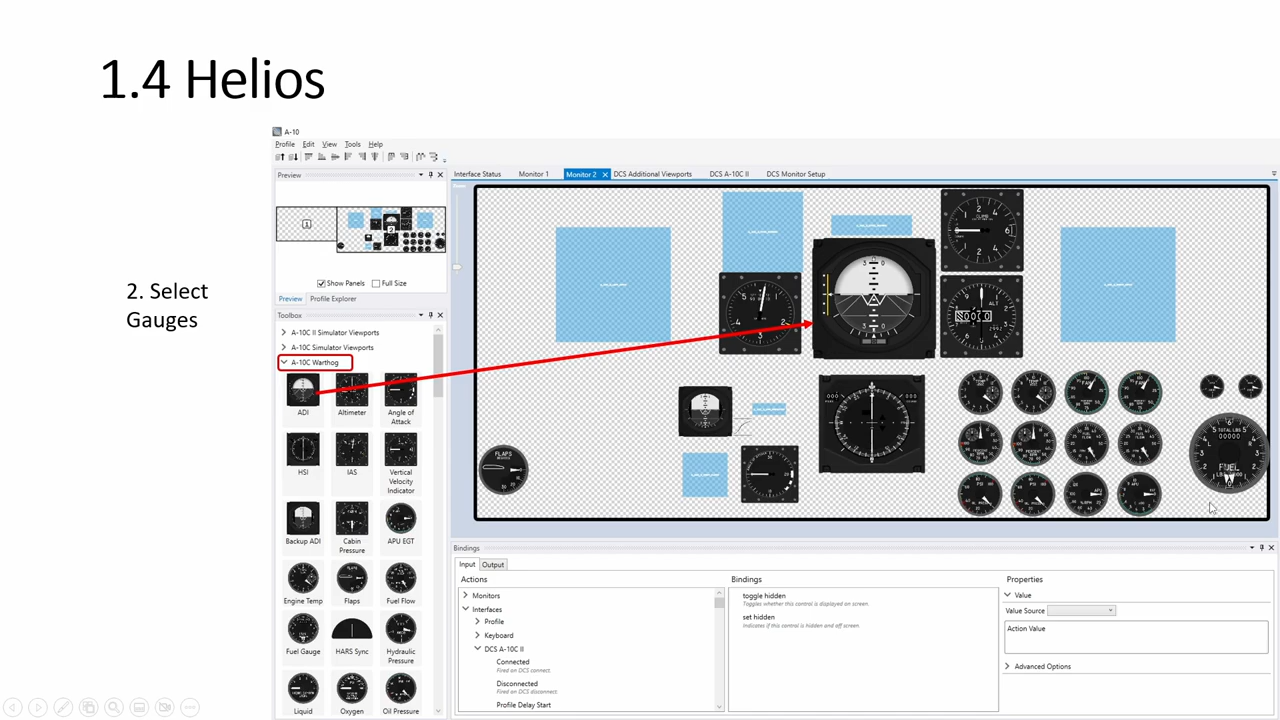 1.4 Helios
2. Select
Gauges
A-10
Profile Edit View Tools Help
Preview
1
2
Show Panels Full Size
Preview Profile Explorer
Toolbox
A-10C II Simulator Viewports
A-10C Simulator Viewports
A-10C Warthog
ADI Altimeter Angle of
Attack
HSI IAS Vertical
Velocity
Indicator
Backup ADI Cabin
Pressure APU EGT
Engine Temp Flaps Fuel Flow
Fuel Gauge HARS Sync Hydraulic
Pressure
Liquid Oxygen Oil Pressure
Interface Status Monitor 1 Monitor 2 DCS Additional Viewports DCS A-10C II DCS Monitor Setup
CLIMB
ALT
2992
FLAPS
TOTAL LBS
00000
FUEL
Bindings
Input Output
Actions
Monitors
Interfaces
Profile
Keyboard
DCS A-10C II
Connected
Fired on DCS connect.
Disconnected
Fired on DCS disconnect.
Profile Delay Start
Bindings
toggle hidden
Toggles whether this control is displayed on screen.
set hidden
Indicates if this control is hidden and off screen.
Properties
Value
Value Source
Action Value
Advanced Options